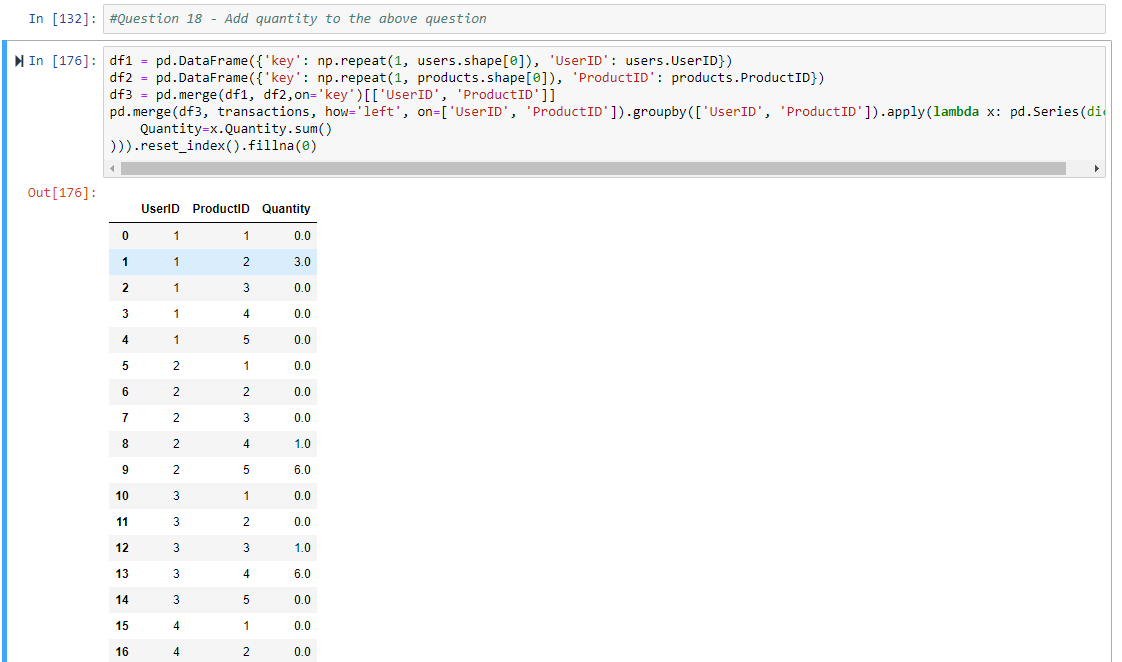 In [132]: #Question 18 - Add quantity to the above question
In [176]: df1 = pd.DataFrame({'key': np.repeat(1, users.shape[0]), 'UserID': users.UserID})
df2 = pd.DataFrame({'key': np.repeat(1, products.shape[0]), 'ProductID': products.ProductID})
df3 = pd.merge(df1, df2,on='key')[['UserID', 'ProductID']]
pd.merge(df3, transactions, how='left', on=['UserID', 'ProductID']).groupby(['UserID', 'ProductID']).apply(lambda x: pd.Series(di
Quantity=x.Quantity.sum()
))).reset_index().fillna(0)
Out[176]:
UserID ProductID Quantity
0 1 1 0.0
1 1 2 3.0
2 1 3 0.0
3 1 4 0.0
4 1 5 0.0
5 2 1 0.0
6 2 2 0.0
7 2 3 0.0
8 2 4 1.0
9 2 5 6.0
10 3 1 0.0
11 3 2 0.0
12 3 3 1.0
13 3 4 6.0
14 3 5 0.0
15 4 1 0.0
16 4 2 0.0